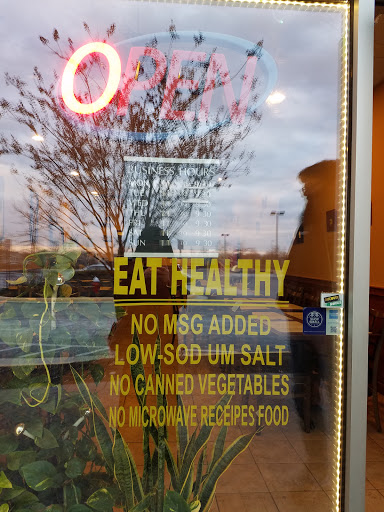 OPEN
BUSINESS HOURS
EAT HEALTHY
NO MSG ADDED
LOW-SOD UM SALT
NO CANNED VEGETABLES
NO MICROWAVE RECEIPES FOOD